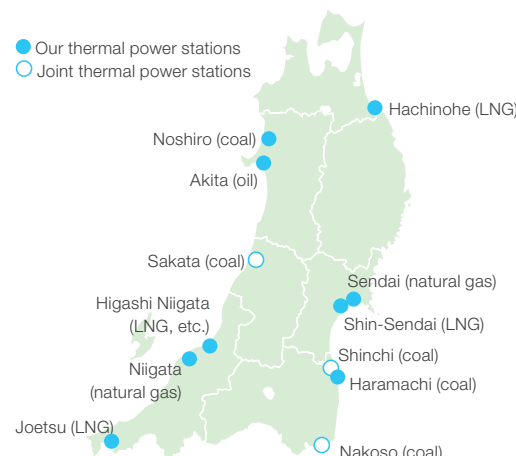 Our thermal power stations
Joint thermal power stations
Hachinohe (LNG)
Noshiro (coal)
Akita (oil)
Sakata (coal)
Sendai (natural gas)
Higashi Niigata
(LNG, etc.)
Shin-Sendai (LNG)
Shinchi (coal)
Niigata
(natural gas)
Haramachi (coal)
Joetsu (LNG)
Nakoso (coal)